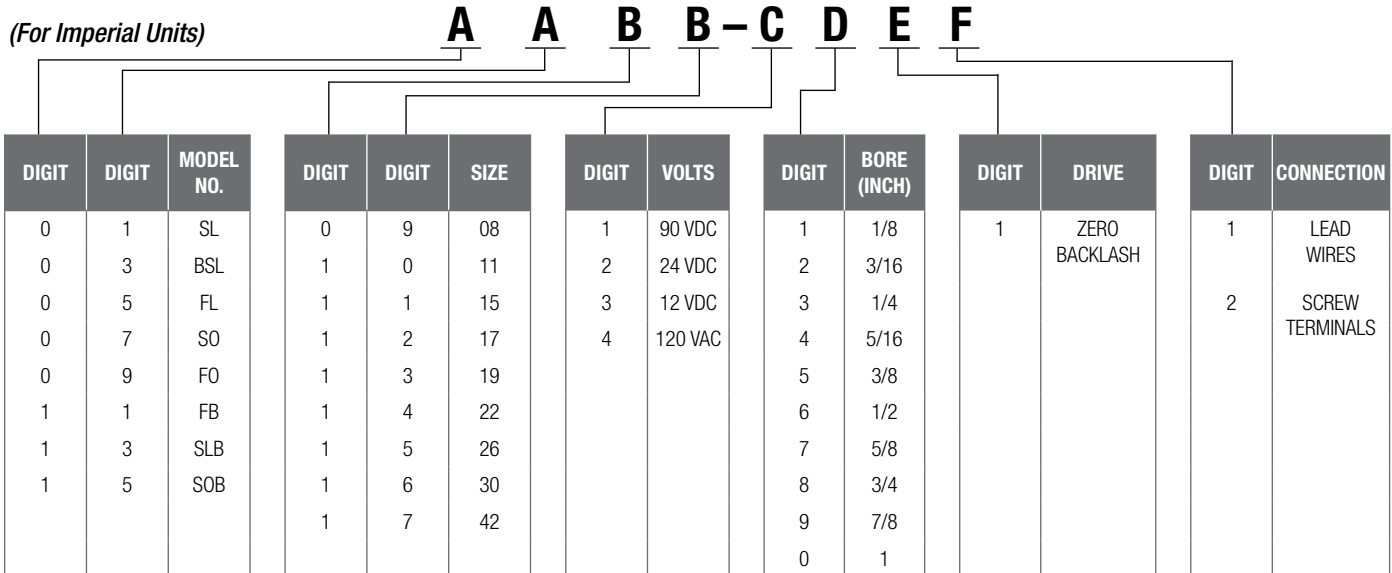 (For Imperial Units)
A A B B – C D E F
DIGIT DIGIT MODEL NO.
0 1 SL
0 3 BSL
0 5 FL
0 7 SO
0 9 FO
1 1 FB
1 3 SLB
1 5 SOB
DIGIT DIGIT SIZE
0 9 08
1 0 11
1 1 15
1 2 17
1 3 19
1 4 22
1 5 26
1 6 30
1 7 42
DIGIT VOLTS
1 90 VDC
2 24 VDC
3 12 VDC
4 120 VAC
DIGIT BORE (INCH)
1 1/8
2 3/16
3 1/4
4 5/16
5 3/8
6 1/2
7 5/8
8 3/4
9 7/8
0 1
DIGIT DRIVE
1 ZERO
BACKLASH
DIGIT CONNECTION
1 LEAD
WIRES
2 SCREW
TERMINALS